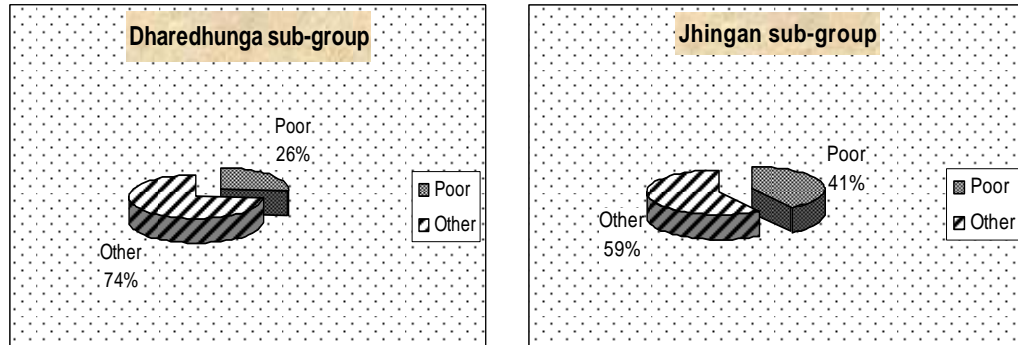 Dharedhunga sub-group
Poor
26%
Other
74%
Poor
Other
Jhingan sub-group
Poor
41%
Other
59%
Poor
Other